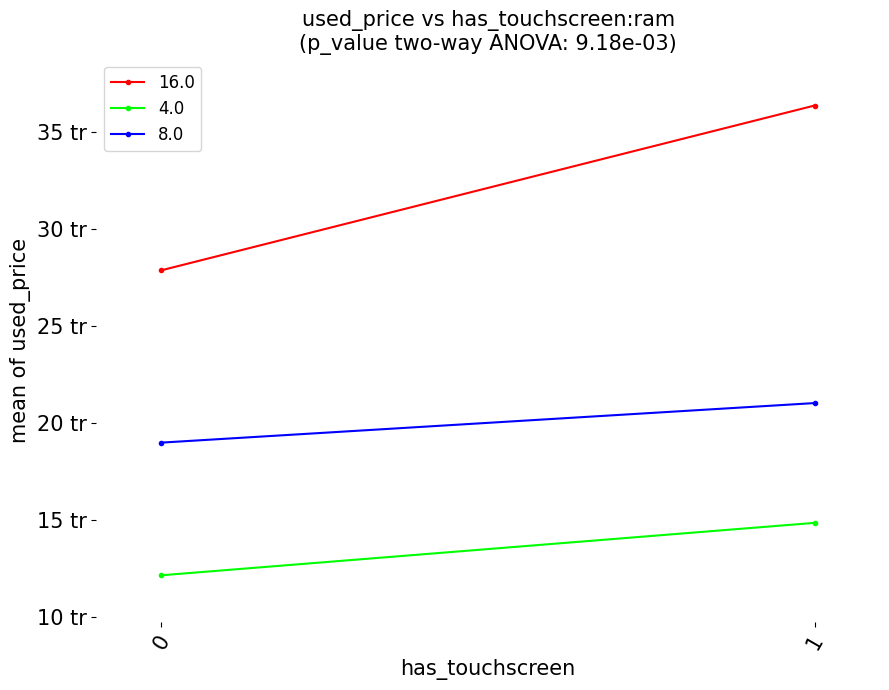 used_price vs has_touchscreen:ram
(p_value two-way ANOVA: 9.18e-03)
16.0
4.0
8.0
35 tr
30 tr
25 tr
20 tr
15 tr
10 tr
mean of used_price
0
1
has_touchscreen